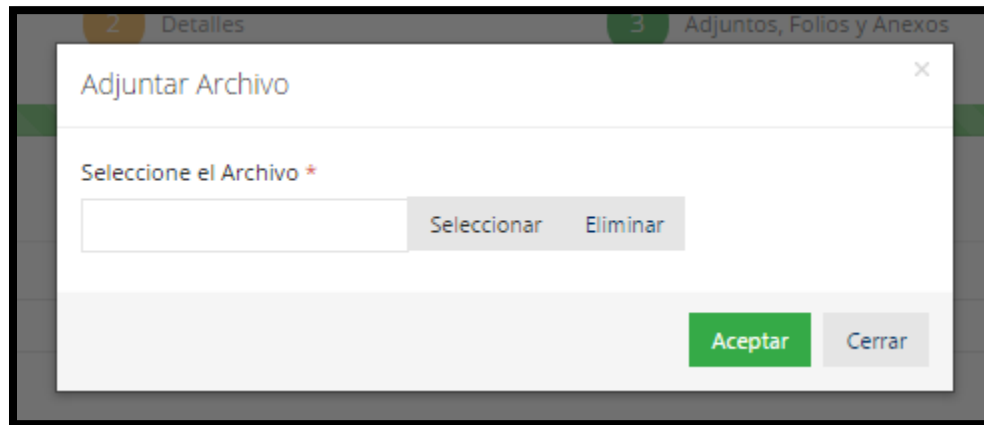 2 Detalles 3 Adjuntos, Folios y Anexos
Adjuntar Archivo ×
Seleccione el Archivo *
Seleccionar Eliminar
Aceptar Cerrar